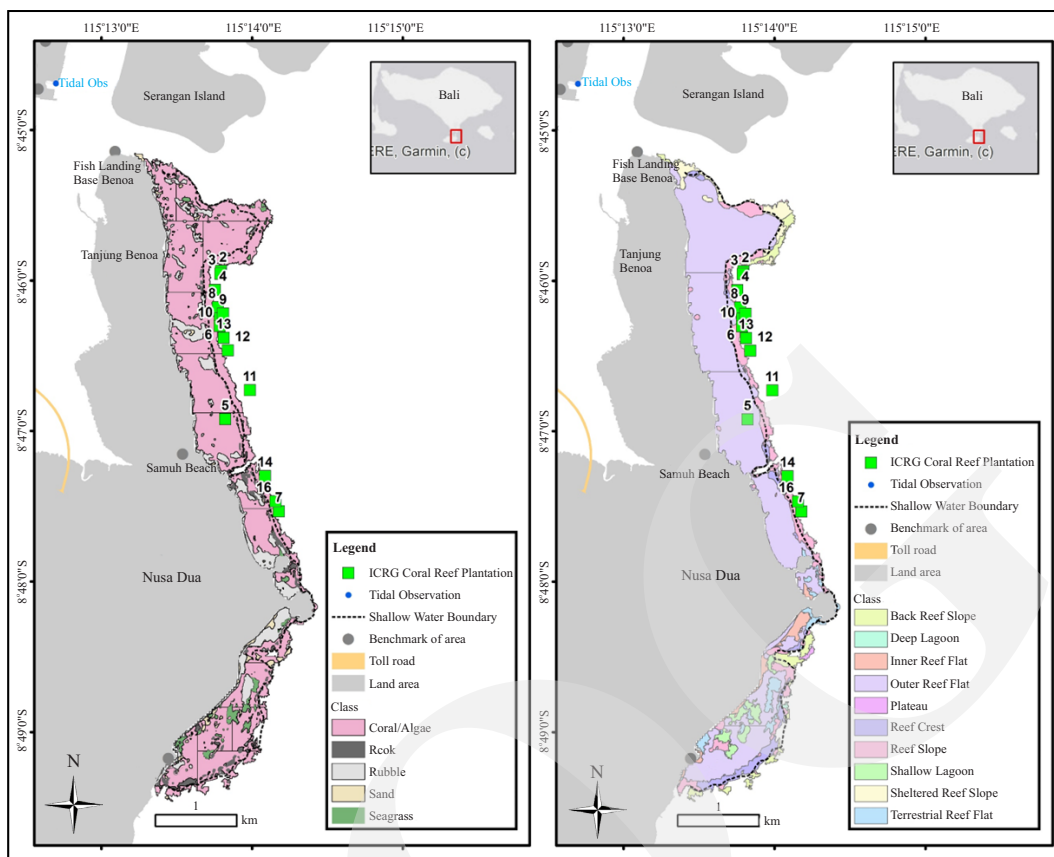 115°13'0"E
115°14'0"E
115°15'0"E
8°45'0"S
8°46'0"S
8°47'0"S
8°48'0"S
8°49'0"S
Tidal Obs
Serangan Island
Bali
ERE, Garmin, (c)
Fish Landing
Base Benoa
Tanjung Benoa
3 2
4
8
9
10
13
6
12
11
5
Samuh Beach
14
16
7
Nusa Dua
N
1
km
Legend
ICRG Coral Reef Plantation
Tidal Observation
Shallow Water Boundary
Benchmark of area
Toll road
Land area
Class
Coral/Algae
Rcok
Rubble
Sand
Seagrass
115°13'0"E
115°14'0"E
115°15'0"E
8°45'0"S
8°46'0"S
8°47'0"S
8°48'0"S
8°49'0"S
Tidal Obs
Serangan Island
Bali
ERE, Garmin, (c)
Fish Landing
Base Benoa
Tanjung
Benoa
3 2
4
8
9
10
13
6
12
11
5
Samuh Beach
14
16
7
Nusa Dua
N
1
km
Legend
ICRG Coral Reef Plantation
Tidal Observation
Shallow Water Boundary
Benchmark of area
Toll road
Land area
Class
Back Reef Slope
Deep Lagoon
Inner Reef Flat
Outer Reef Flat
Plateau
Reef Crest
Reef Slope
Shallow Lagoon
Sheltered Reef Slope
Terrestrial Reef Flat